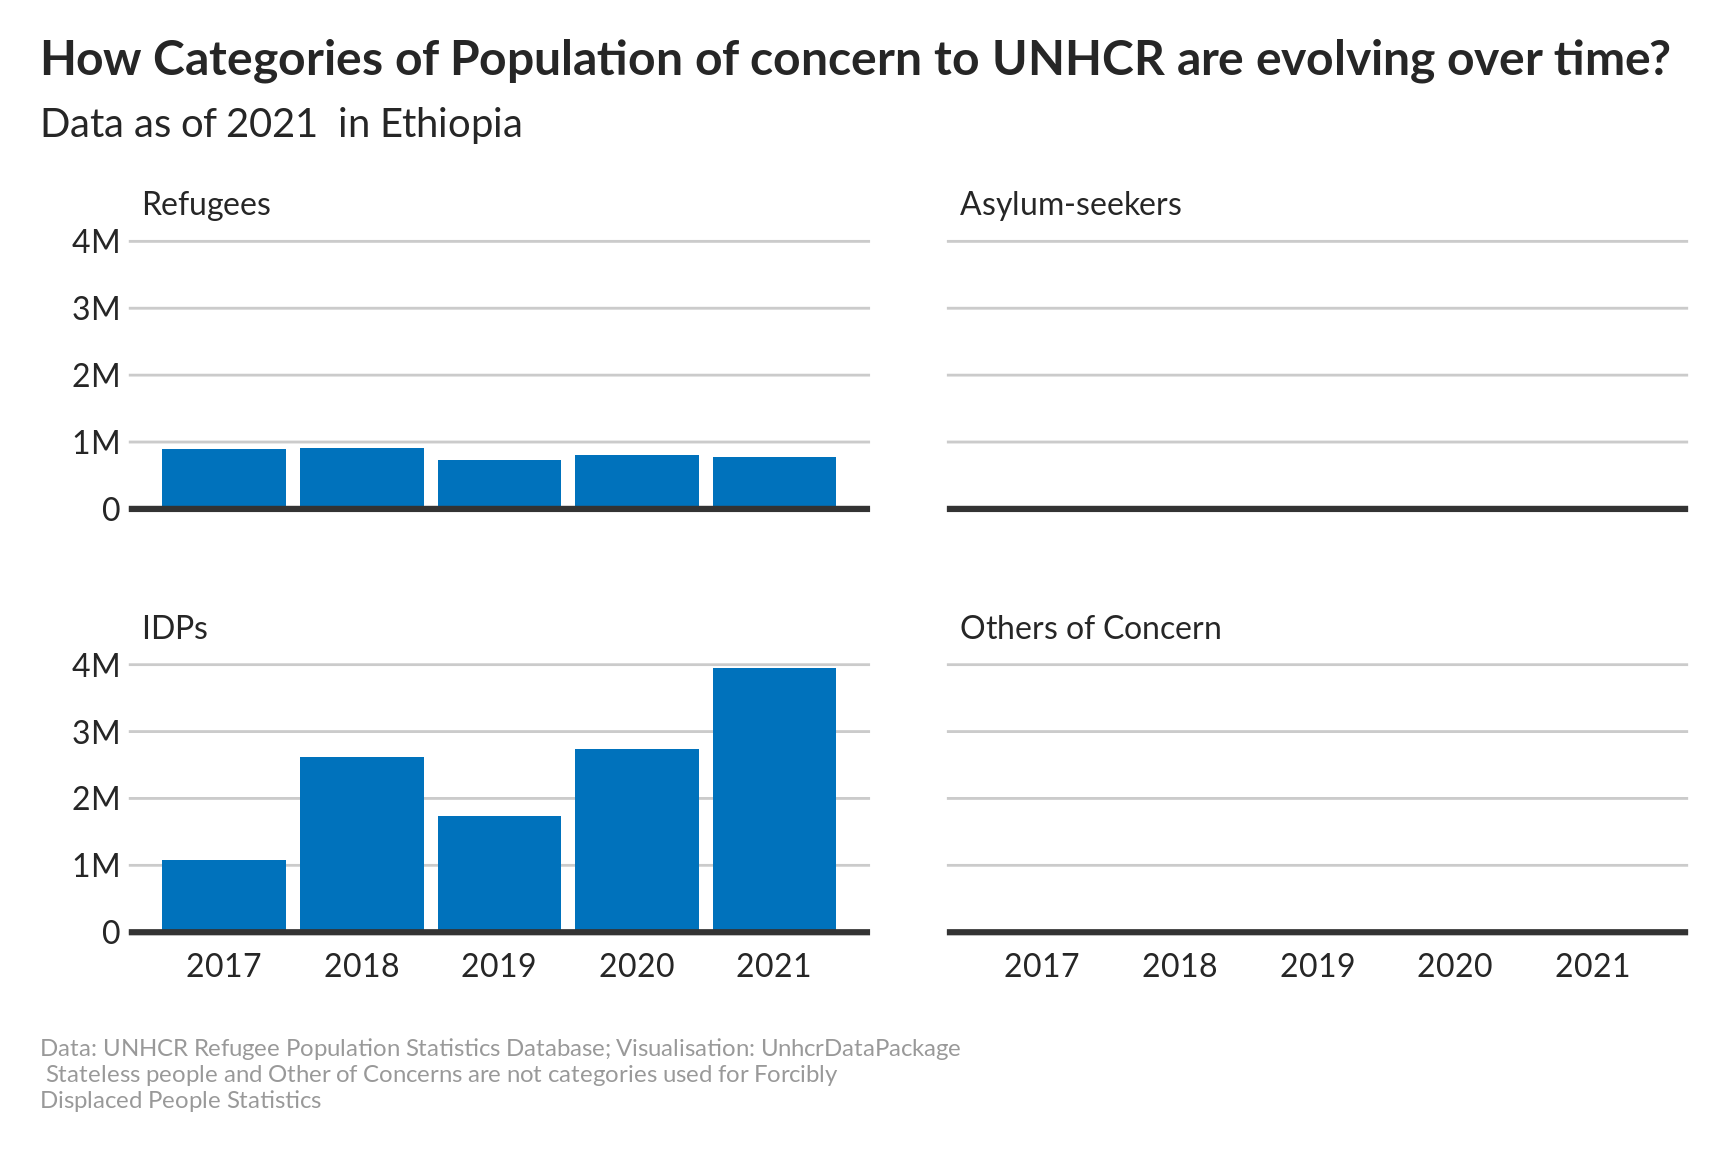 How Categories of Population of concern to UNHCR are evolving over time?
Data as of 2021  in Ethiopia
Refugees
4M
3M
2M
1M
0
Asylum-seekers
IDPs
4M
3M
2M
1M
0
2017 2018 2019 2020 2021
Others of Concern
2017 2018 2019 2020 2021
Data: UNHCR Refugee Population Statistics Database; Visualisation: UnhcrDataPackage
Stateless people and Other of Concerns are not categories used for Forcibly
Displaced People Statistics